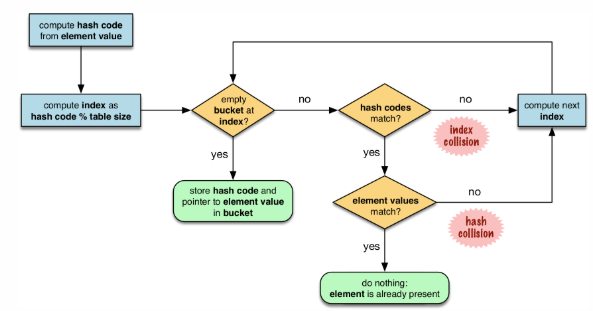 compute hash code
from element value
compute index as
hash code % table size
empty
bucket at
index?
no
hash codes
match?
no
compute next
index
index
collision
yes
yes
store hash code and
pointer to element value
in bucket
element values
match?
no
hash
collision
yes
do nothing:
element is already present